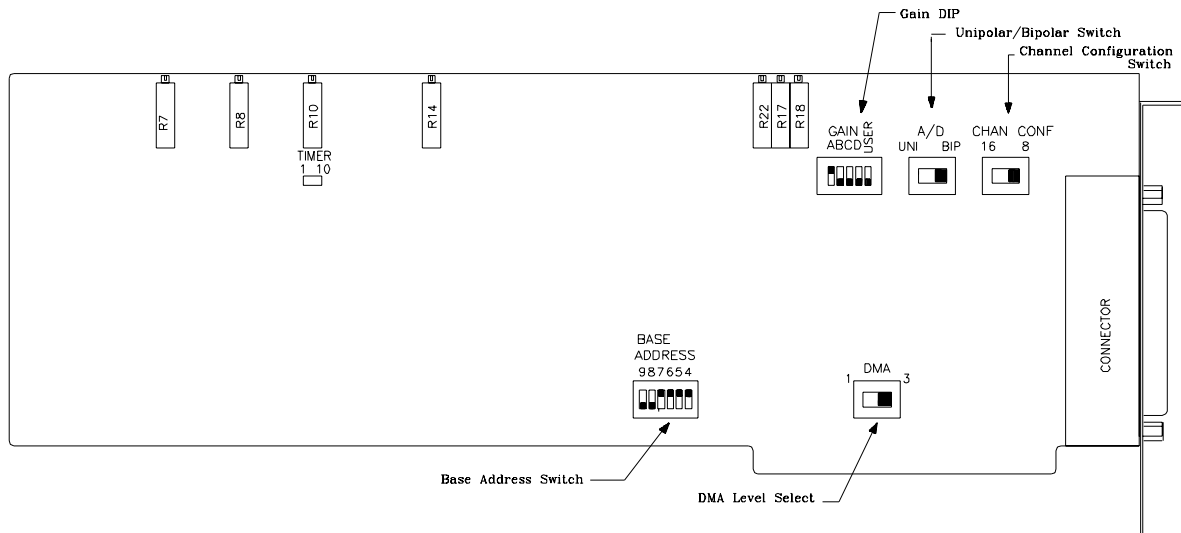 Gain DIP
Unipolar/Bipolar Switch
Channel Configuration
Switch
R7
R8
R10
R14
R22
R17
R18
TIMER
1 10
GAIN
ABCD
USER
A/D
UNI BIP
CHAN CONF
16 8
CONNECTOR
BASE
ADDRESS
987654
DMA
1 3
Base Address Switch
DMA Level Select